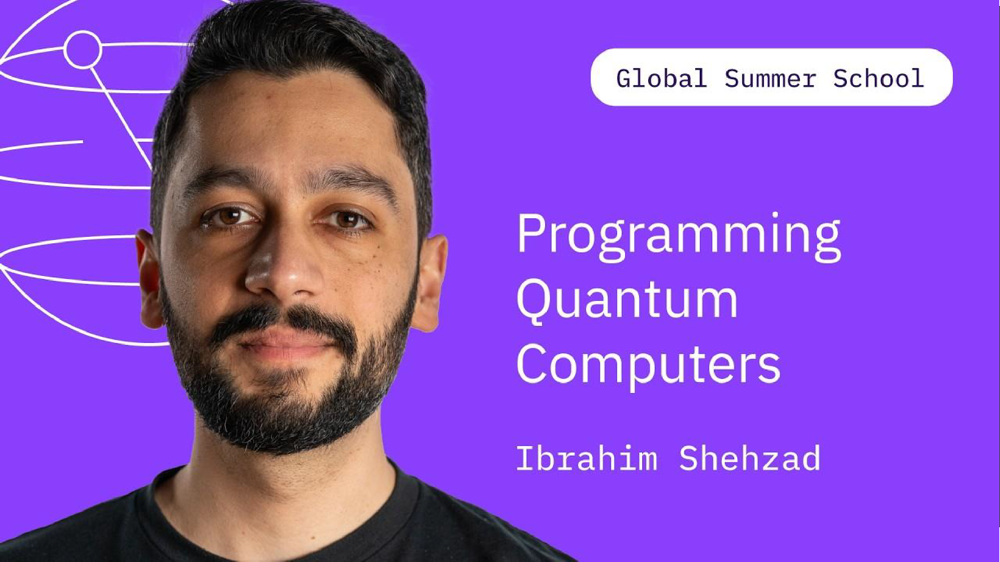 Global Summer School
Programming
Quantum
Computers
Ibrahim Shehzad